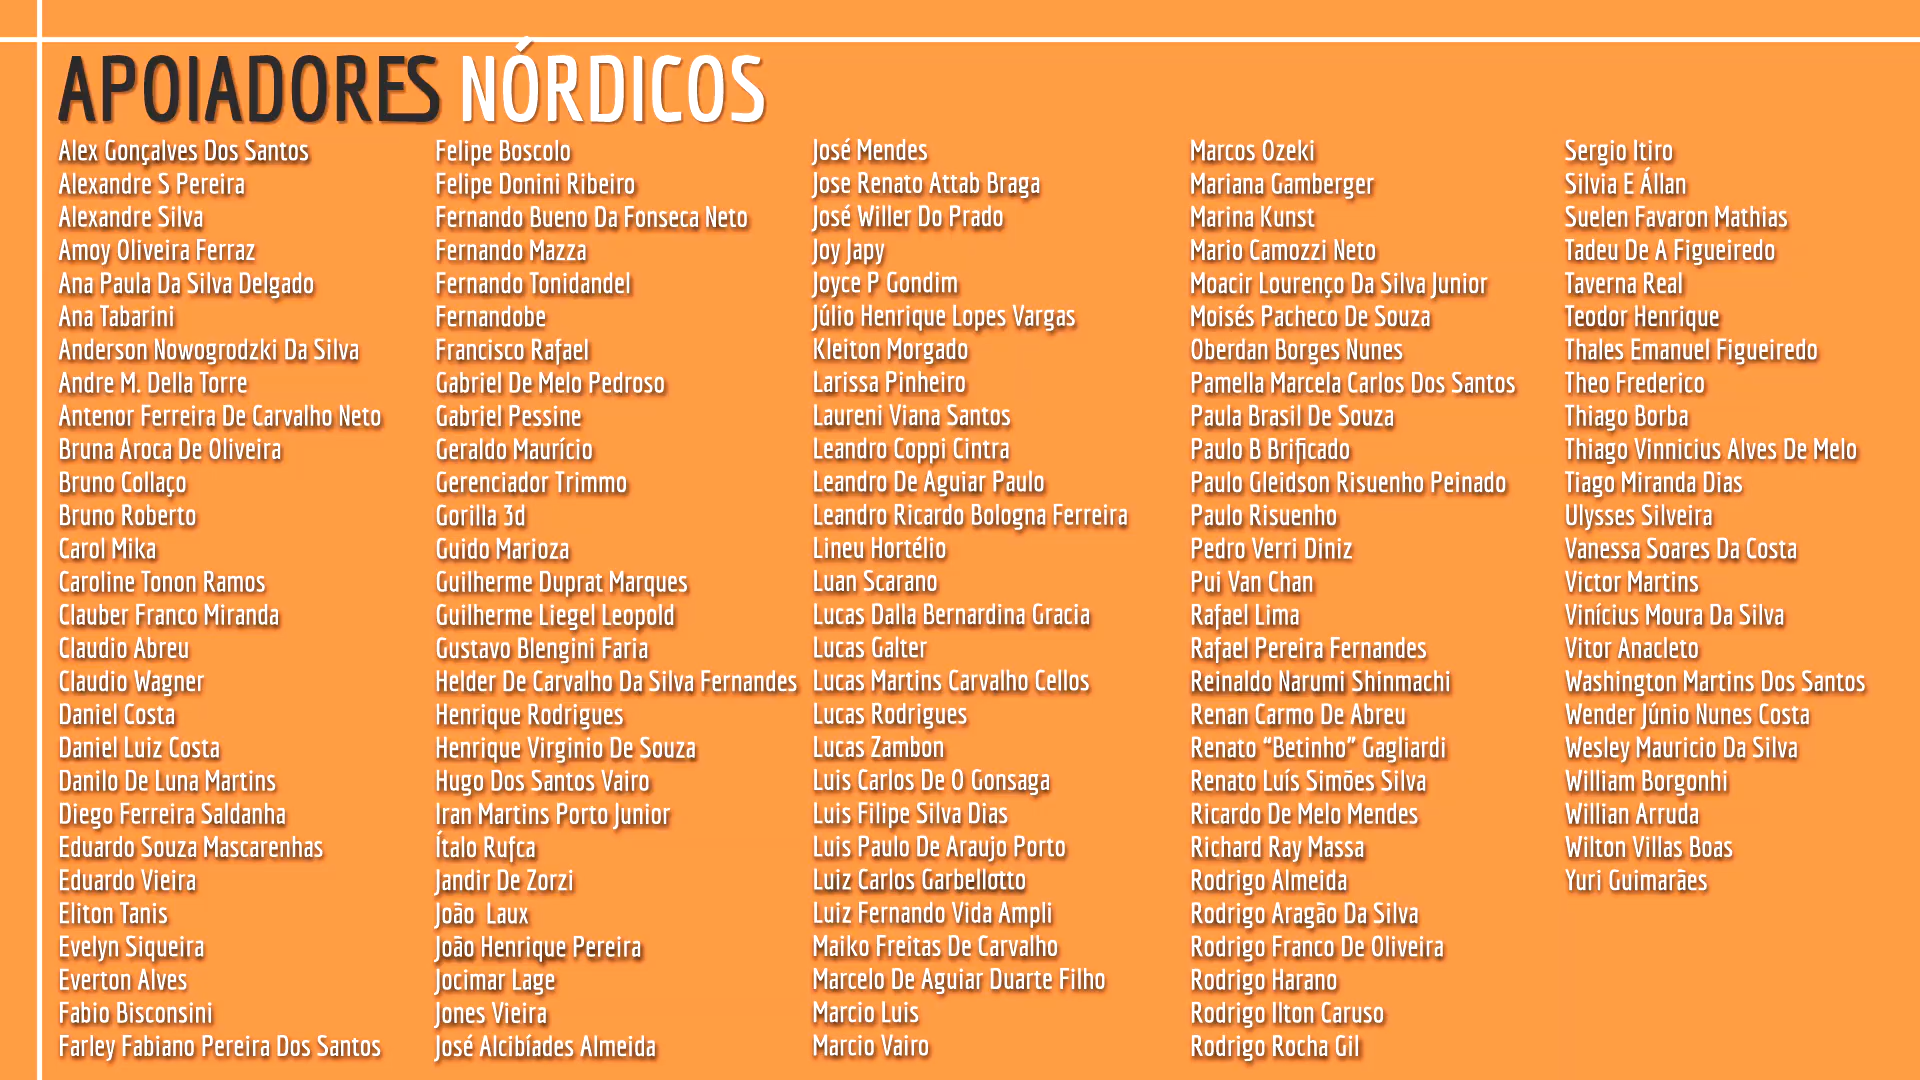 APOIADORES NÓRDICOS
Alex Gonçalves Dos Santos
Alexandre S Pereira
Alexandre Silva
Amoy Oliveira Ferraz
Ana Paula Da Silva Delgado
Ana Tabarini
Anderson Nowogrodzki Da Silva
Andre M. Della Torre
Antenor Ferreira De Carvalho Neto
Bruna Aroca De Oliveira
Bruno Collaço
Bruno Roberto
Carol Mika
Caroline Tonon Ramos
Clauber Franco Miranda
Claudio Abreu
Claudio Wagner
Daniel Costa
Daniel Luiz Costa
Danilo De Luna Martins
Diego Ferreira Saldanha
Eduardo Souza Mascarenhas
Eduardo Vieira
Eliton Tanis
Evelyn Siqueira
Everton Alves
Fabio Bisconsini
Farley Fabiano Pereira Dos Santos
Felipe Boscolo
Felipe Donini Ribeiro
Fernando Bueno Da Fonseca Neto
Fernando Mazza
Fernando Tonidandel
Fernandobe
Francisco Rafael
Gabriel De Melo Pedroso
Gabriel Pessine
Geraldo Maurício
Gerenciador Trimmo
Gorilla 3d
Guido Marioza
Guilherme Duprat Marques
Guilherme Liegel Leopold
Gustavo Blengini Faria
Helder De Carvalho Da Silva Fernandes
Henrique Rodrigues
Henrique Virginio De Souza
Hugo Dos Santos Vairo
Iran Martins Porto Junior
Ítalo Rufca
Jandir De Zorzi
João  Laux
João Henrique Pereira
Jocimar Lage
Jones Vieira
José Alcibíades Almeida
José Mendes
Jose Renato Attab Braga
José Willer Do Prado
Joy Japy
Joyce P Gondim
Júlio Henrique Lopes Vargas
Kleiton Morgado
Larissa Pinheiro
Laureni Viana Santos
Leandro Coppi Cintra
Leandro De Aguiar Paulo
Leandro Ricardo Bologna Ferreira
Lineu Hortélio
Luan Scarano
Lucas Dalla Bernardina Gracia
Lucas Galter
Lucas Martins Carvalho Cellos
Lucas Rodrigues
Lucas Zambon
Luis Carlos De O Gonsaga
Luis Filipe Silva Dias
Luis Paulo De Araujo Porto
Luiz Carlos Garbellotto
Luiz Fernando Vida Ampli
Maiko Freitas De Carvalho
Marcelo De Aguiar Duarte Filho
Marcio Luis
Marcio Vairo
Marcos Ozeki
Mariana Gamberger
Marina Kunst
Mario Camozzi Neto
Moacir Lourenço Da Silva Junior
Moisés Pacheco De Souza
Oberdan Borges Nunes
Pamella Marcela Carlos Dos Santos
Paula Brasil De Souza
Paulo B Brificado
Paulo Gleidson Risuenho Peinado
Paulo Risuenho
Pedro Verri Diniz
Pui Van Chan
Rafael Lima
Rafael Pereira Fernandes
Reinaldo Narumi Shinmachi
Renan Carmo De Abreu
Renato “Betinho” Gagliardi
Renato Luís Simões Silva
Ricardo De Melo Mendes
Richard Ray Massa
Rodrigo Almeida
Rodrigo Aragão Da Silva
Rodrigo Franco De Oliveira
Rodrigo Harano
Rodrigo Ilton Caruso
Rodrigo Rocha Gil
Sergio Itiro
Silvia E Állan
Suelen Favaron Mathias
Tadeu De A Figueiredo
Taverna Real
Teodor Henrique
Thales Emanuel Figueiredo
Theo Frederico
Thiago Borba
Thiago Vinnicius Alves De Melo
Tiago Miranda Dias
Ulysses Silveira
Vanessa Soares Da Costa
Victor Martins
Vinícius Moura Da Silva
Vitor Anacleto
Washington Martins Dos Santos
Wender Júnio Nunes Costa
Wesley Mauricio Da Silva
William Borgonhi
Willian Arruda
Wilton Villas Boas
Yuri Guimarães